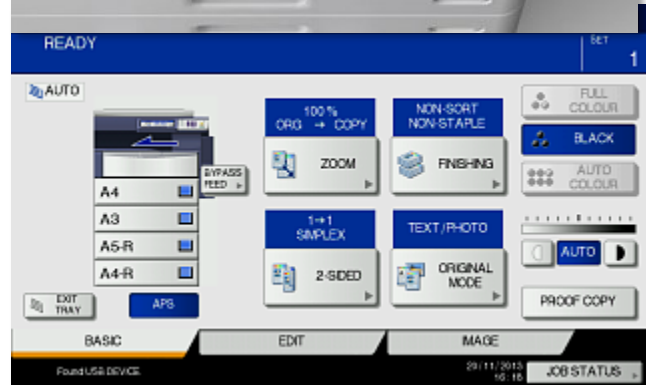 READY
SET
1
AUTO
100 %
ORG → COPY
ZOOM
NON-SORT
NON-STAPLE
FINISHING
FULL
COLOUR
BLACK
AUTO
COLOUR
BYPASS
FEED
A4
A3
A5-R
A4-R
1→1
SIMPLEX
2-SIDED
TEXT/PHOTO
ORIGINAL
MODE
AUTO
EXIT
TRAY
APS
PROOF COPY
BASIC
EDIT
IMAGE
Found USB DEVICE
29/11/2013
16:16
JOB STATUS